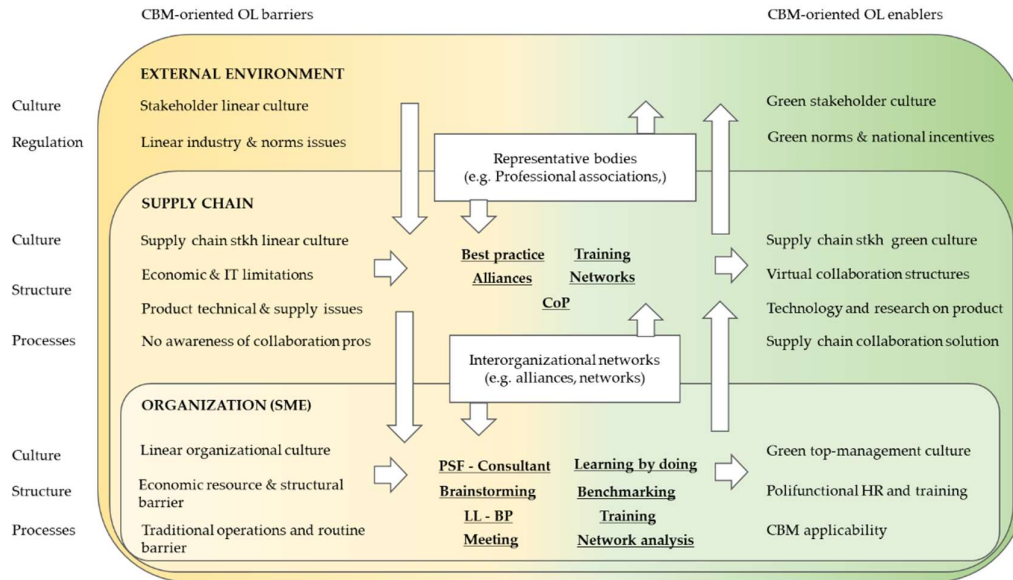 CBM-oriented OL barriers
CBM-oriented OL enablers
EXTERNAL ENVIRONMENT
Culture
Stakeholder linear culture
Green stakeholder culture
Regulation
Linear industry & norms issues
Green norms & national incentives
Representative bodies
(e.g. Professional associations,)
SUPPLY CHAIN
Culture
Supply chain stkh linear culture
Supply chain stkh green culture
Best practice
Training
Alliances
Networks
CoP
Structure
Economic & IT limitations
Virtual collaboration structures
Product technical & supply issues
Technology and research on product
Processes
No awareness of collaboration pros
Supply chain collaboration solution
Interorganizational networks
(e.g. alliances, networks)
ORGANIZATION (SME)
Culture
Linear organizational culture
Green top-management culture
PSF - Consultant
Learning by doing
Structure
Economic resource & structural
barrier
Brainstorming
Benchmarking
Polifunctional HR and training
LL - BP
Training
Processes
Traditional operations and routine
barrier
Meeting
Network analysis
CBM applicability